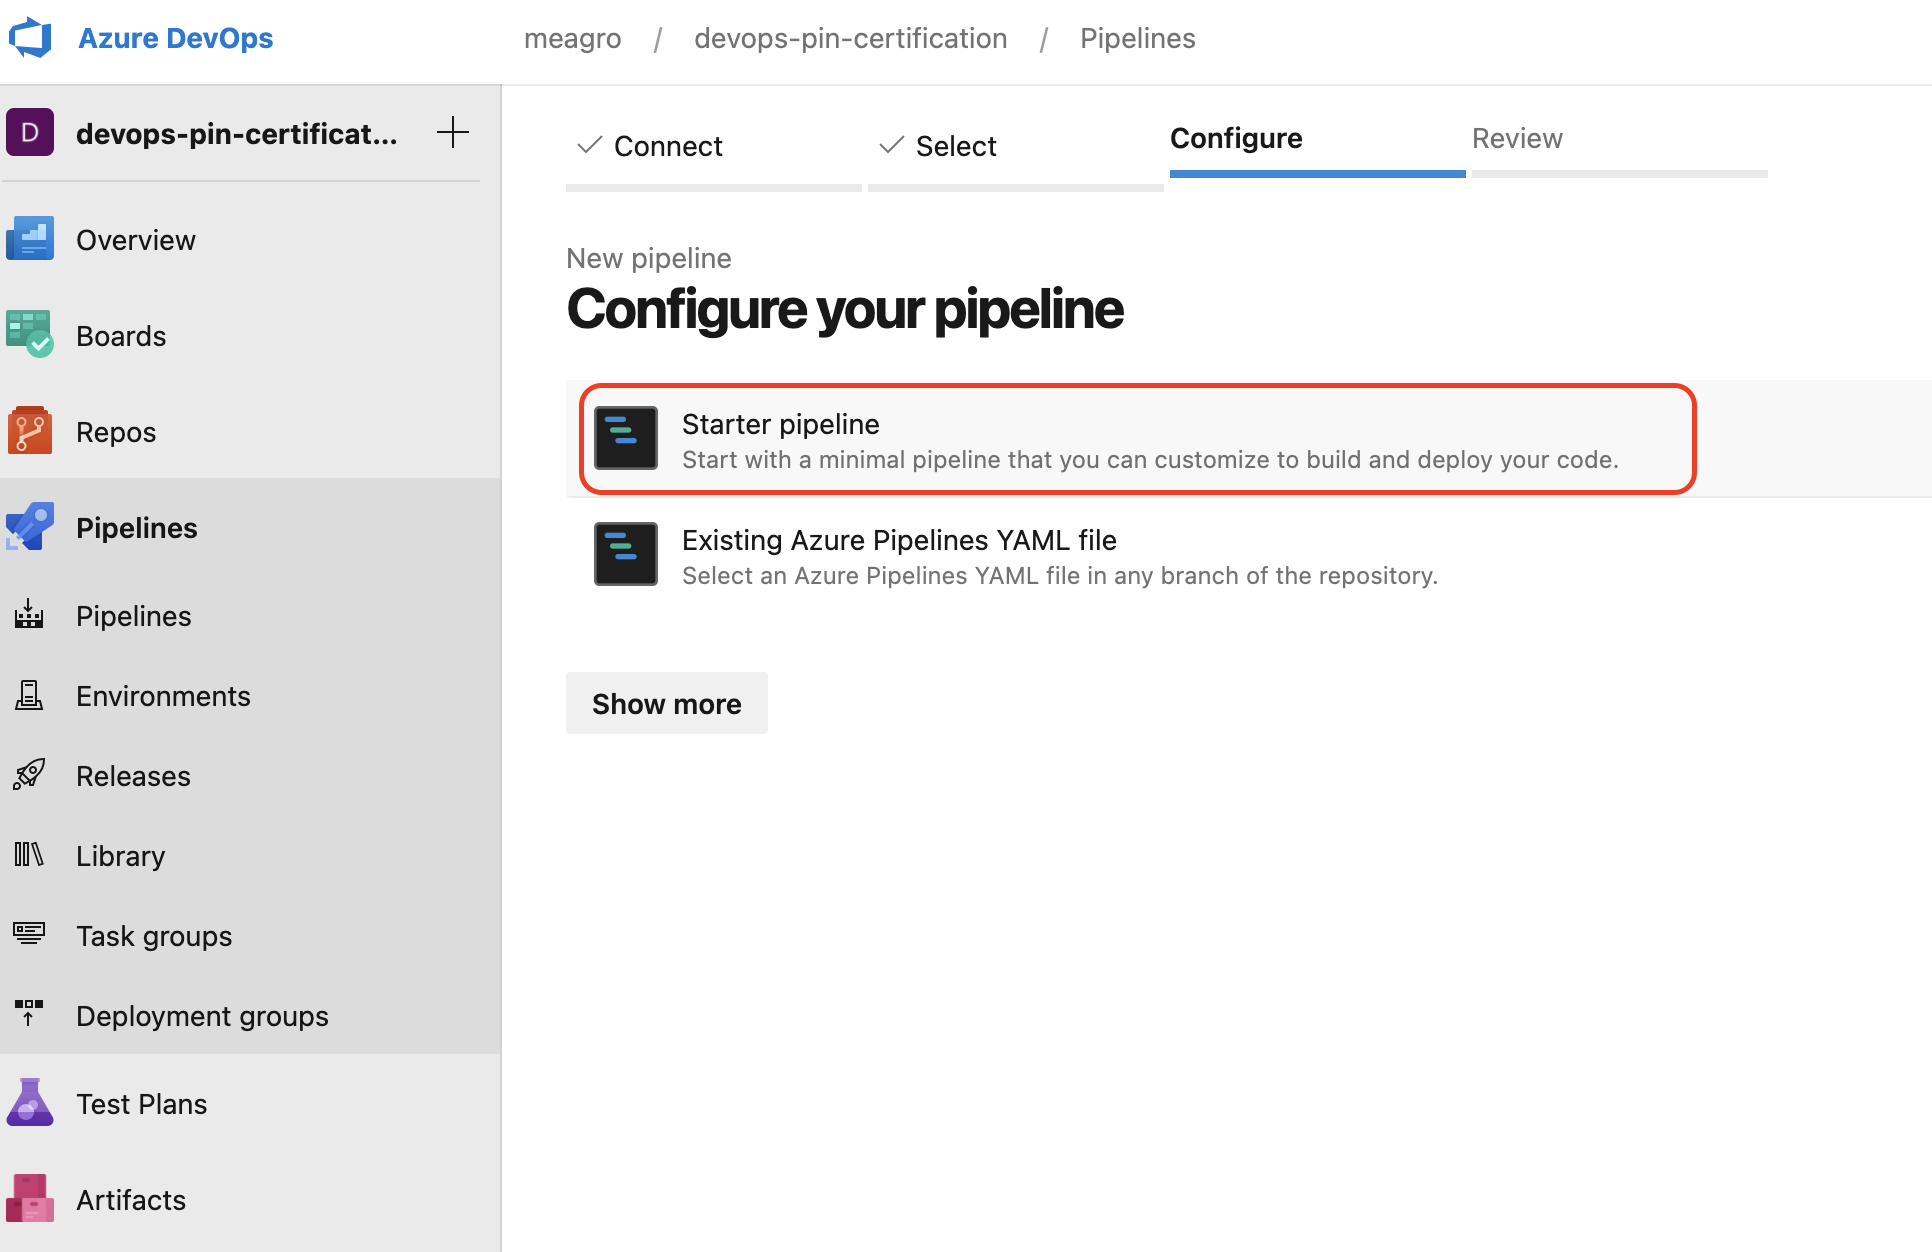 Azure DevOps
meagro / devops-pin-certification / Pipelines
D
devops-pin-certificat...
Overview
Boards
Repos
Pipelines
Pipelines
Environments
Releases
Library
Task groups
Deployment groups
Test Plans
Artifacts
Connect
Select
Configure
Review
New pipeline
Configure your pipeline
Starter pipeline
Start with a minimal pipeline that you can customize to build and deploy your code.
Existing Azure Pipelines YAML file
Select an Azure Pipelines YAML file in any branch of the repository.
Show more